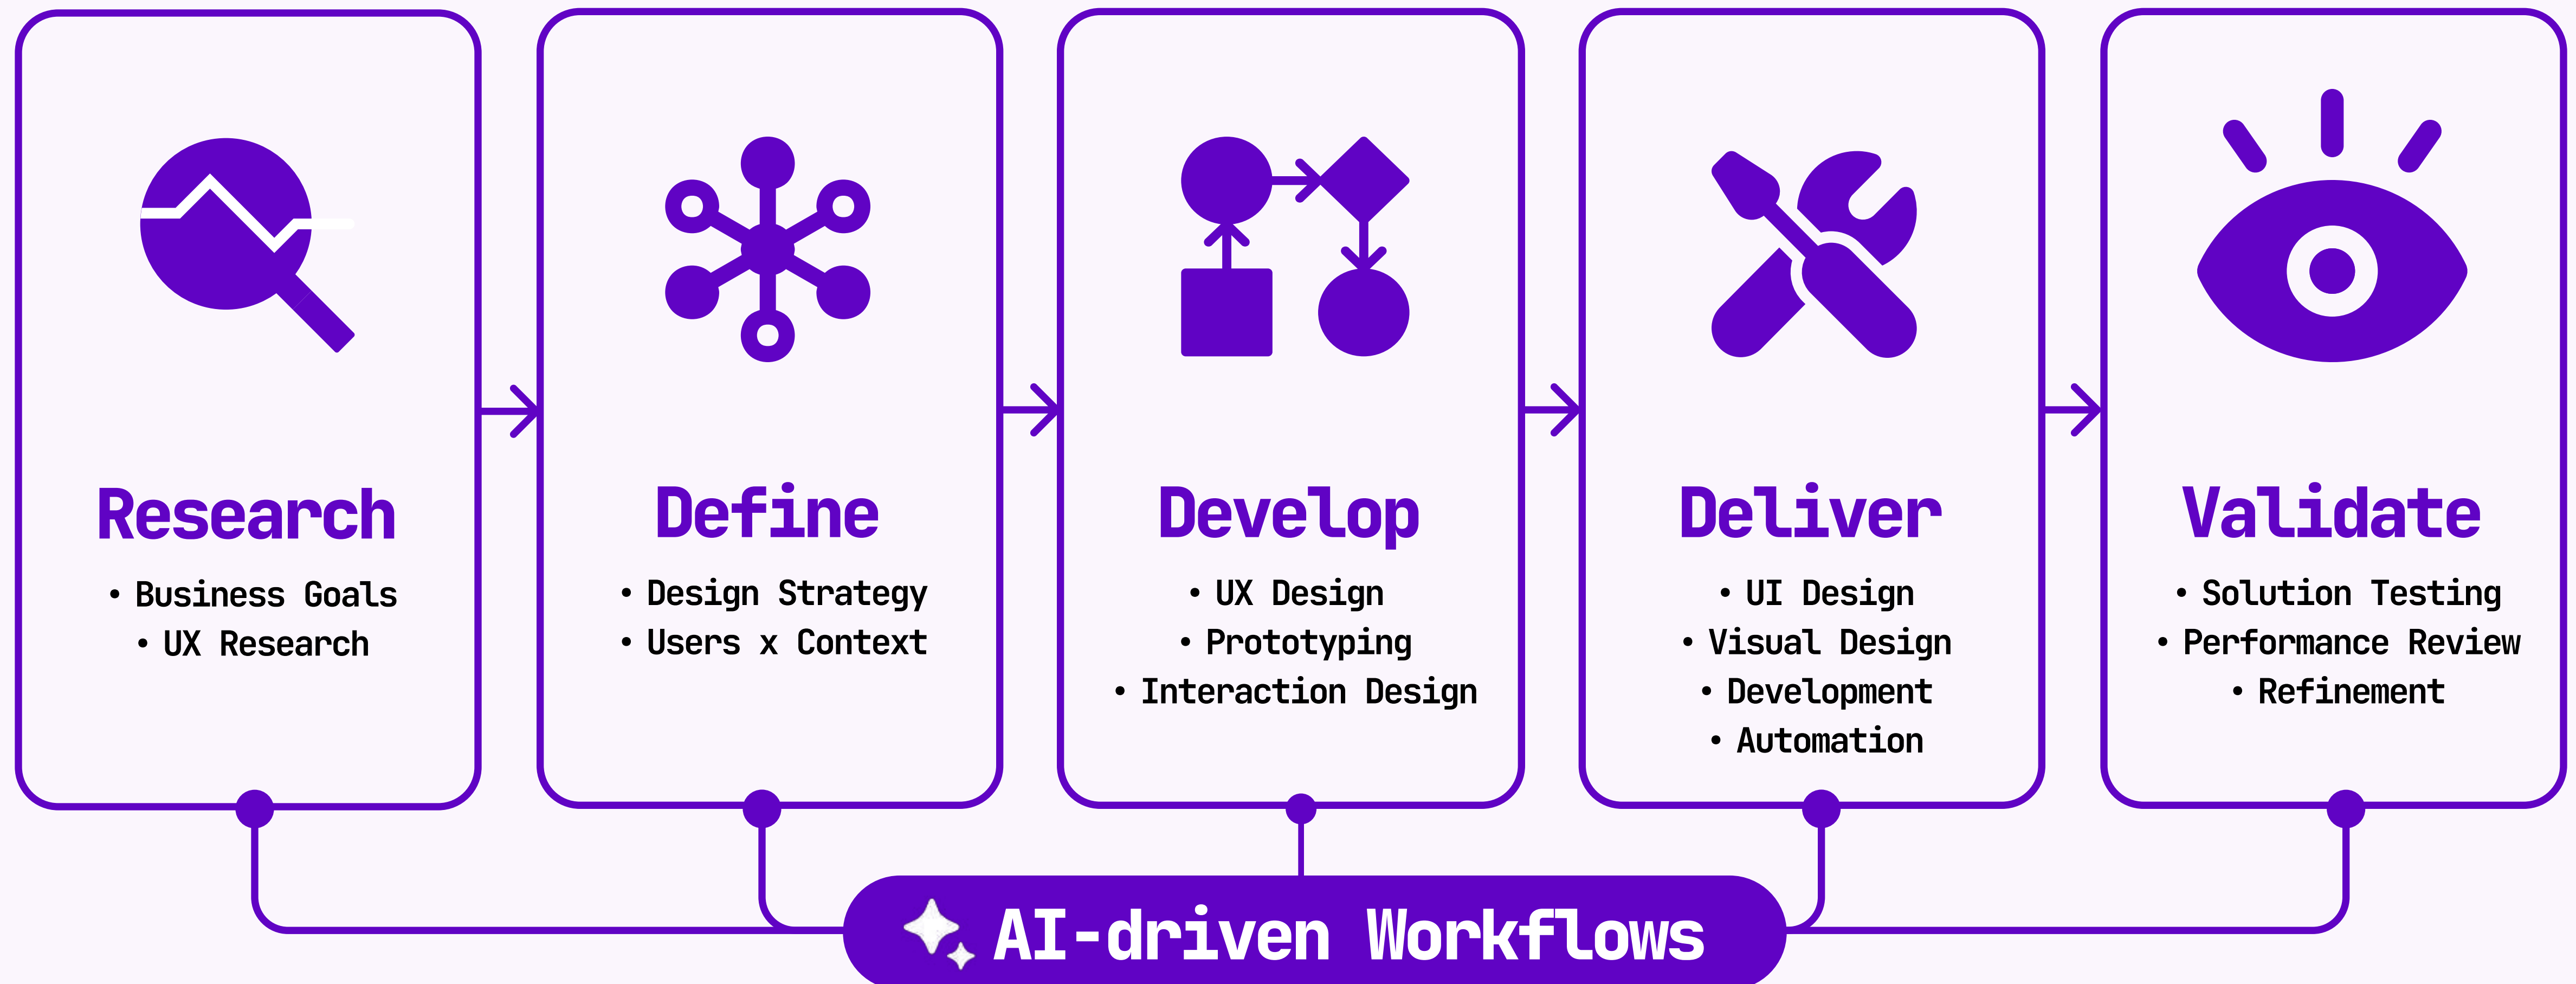 Research
• Business Goals
• UX Research
Define
• Design Strategy
• Users x Context
Develop
• UX Design
• Prototyping
• Interaction Design
Deliver
• UI Design
• Visual Design
• Development
• Automation
Validate
• Solution Testing
• Performance Review
• Refinement
AI-driven Workflows